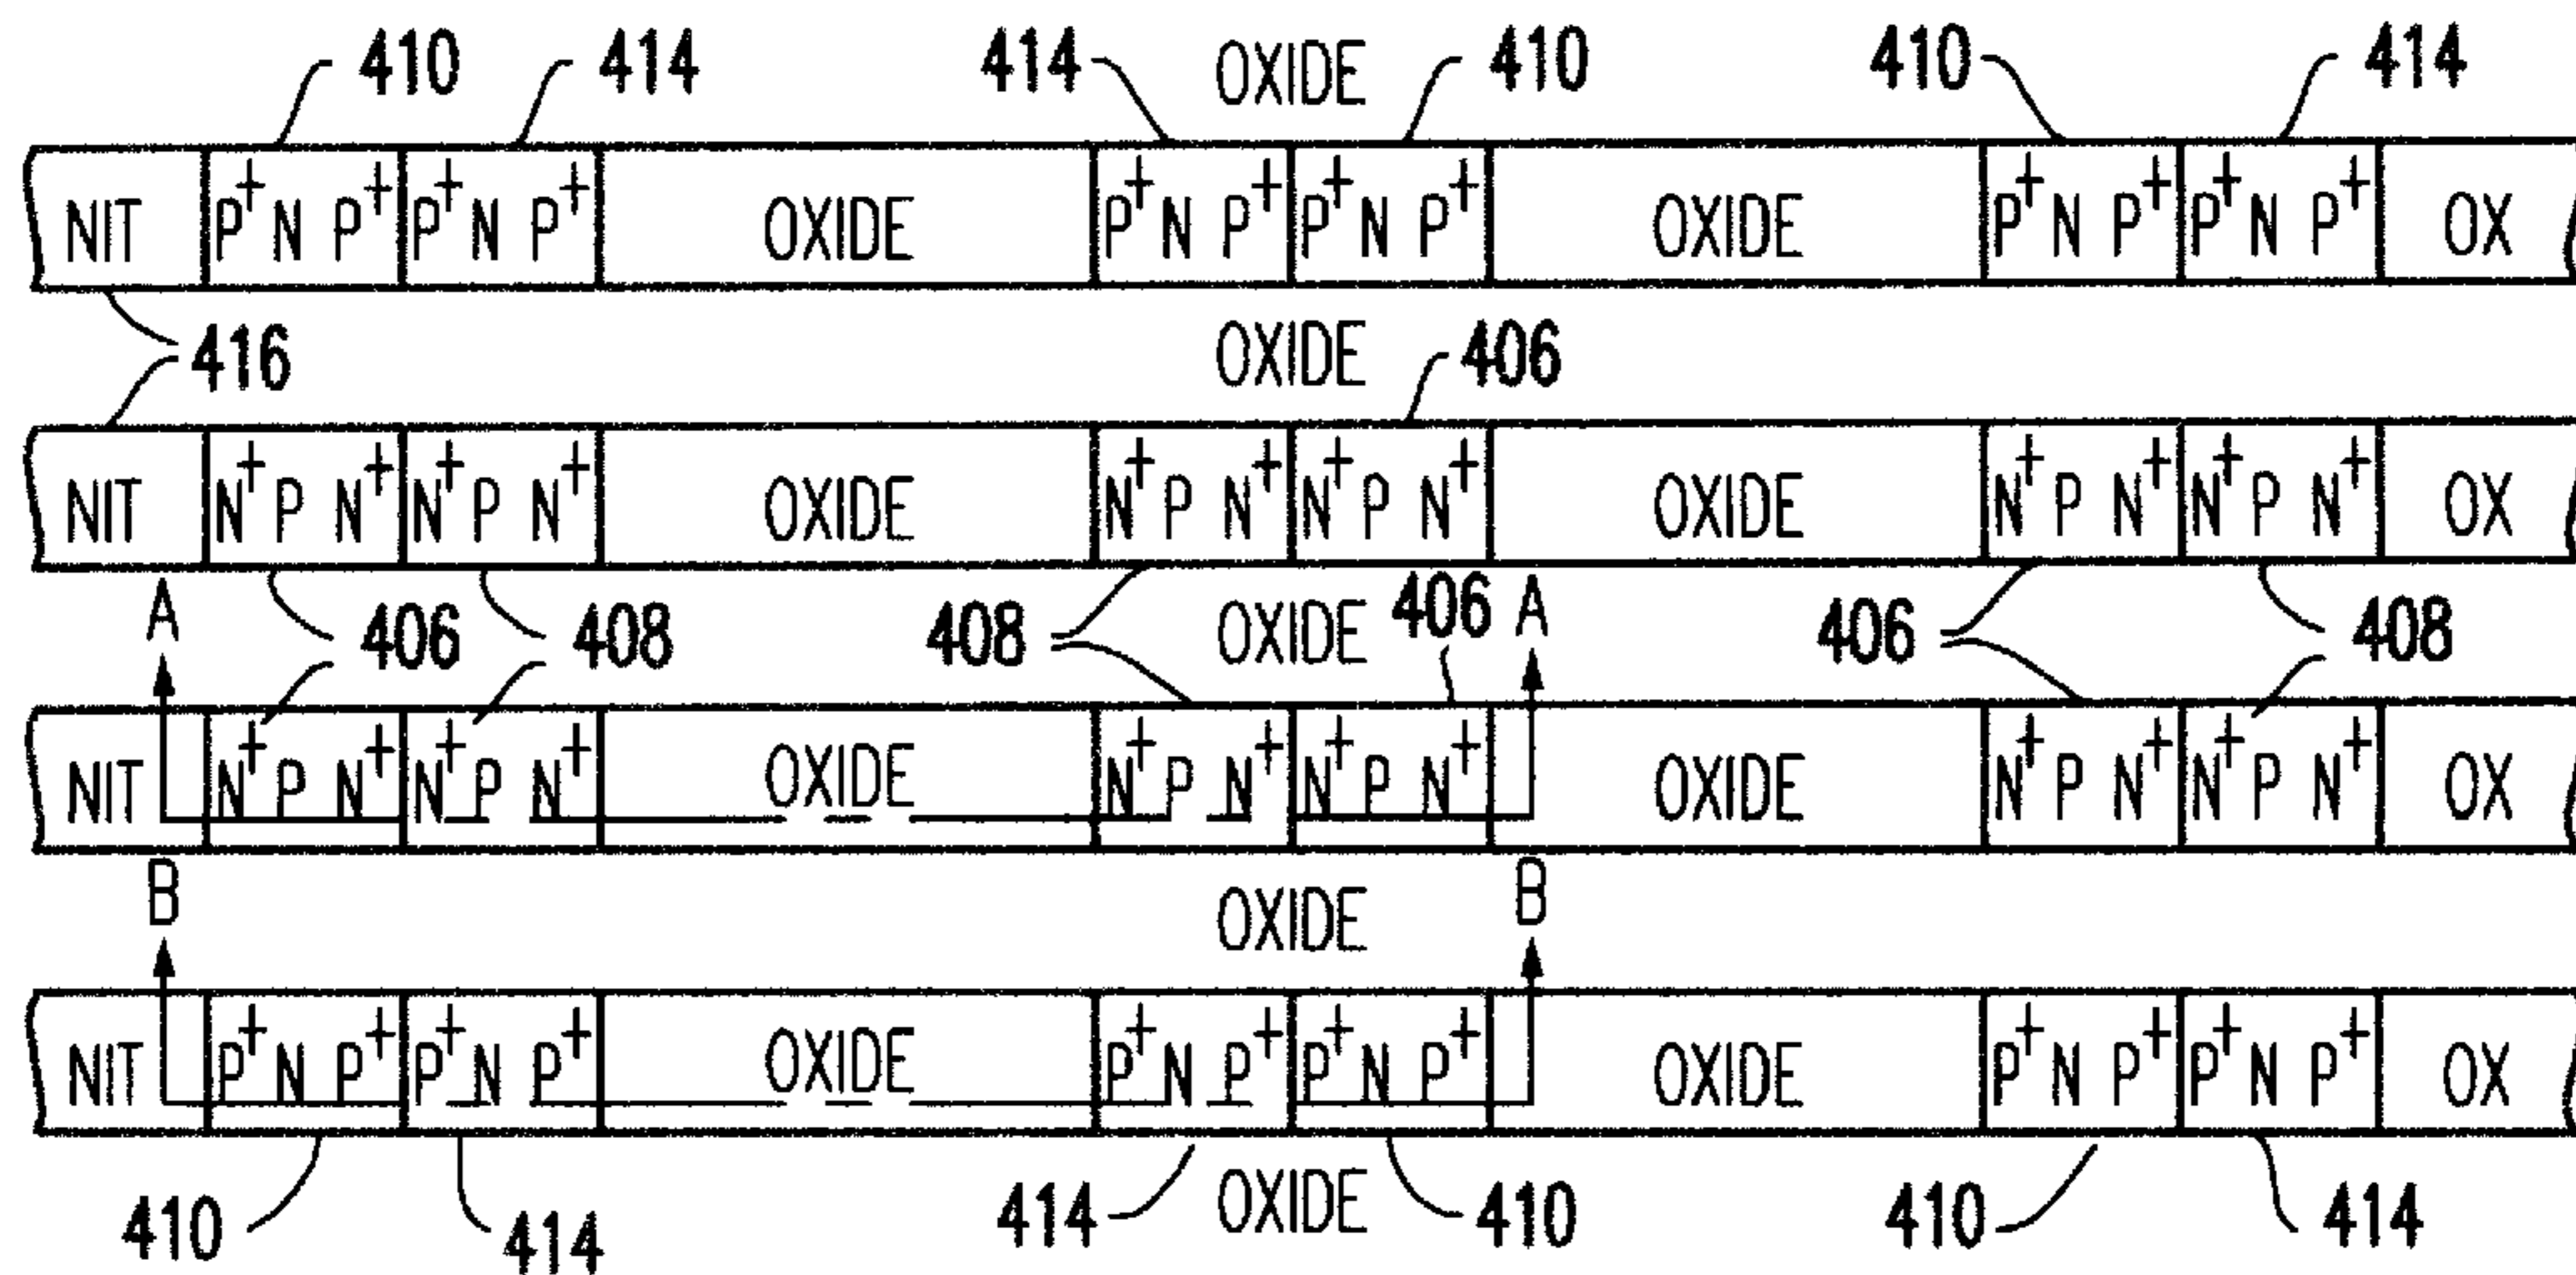 410 414 414 OXIDE 410 410 414
NIT P+ N P+ P+ N P+ OXIDE P+ N P+ P+ N P+ OXIDE P+ N P+ P+ N P+ OX
416 OXIDE 406
NIT N+ P N+ N+ P N+ OXIDE N+ P N+ N+ P N+ OXIDE N+ P N+ N+ P N+ OX
A 406 408 408 OXIDE 406 A 406 408
NIT N+ P N+ N+ P N+ OXIDE N+ P N+ N+ P N+ OXIDE N+ P N+ N+ P N+ OX
B OXIDE B
NIT P+ N P+ P+ N P+ OXIDE P+ N P+ P+ N P+ OXIDE P+ N P+ P+ N P+ OX
410 414 414 OXIDE 410 410 414